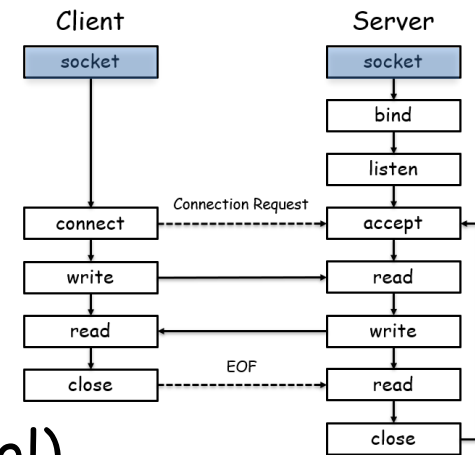 Client Server
socket socket
bind
listen
Connection Request
connect accept
write read
read write
EOF
close read
close